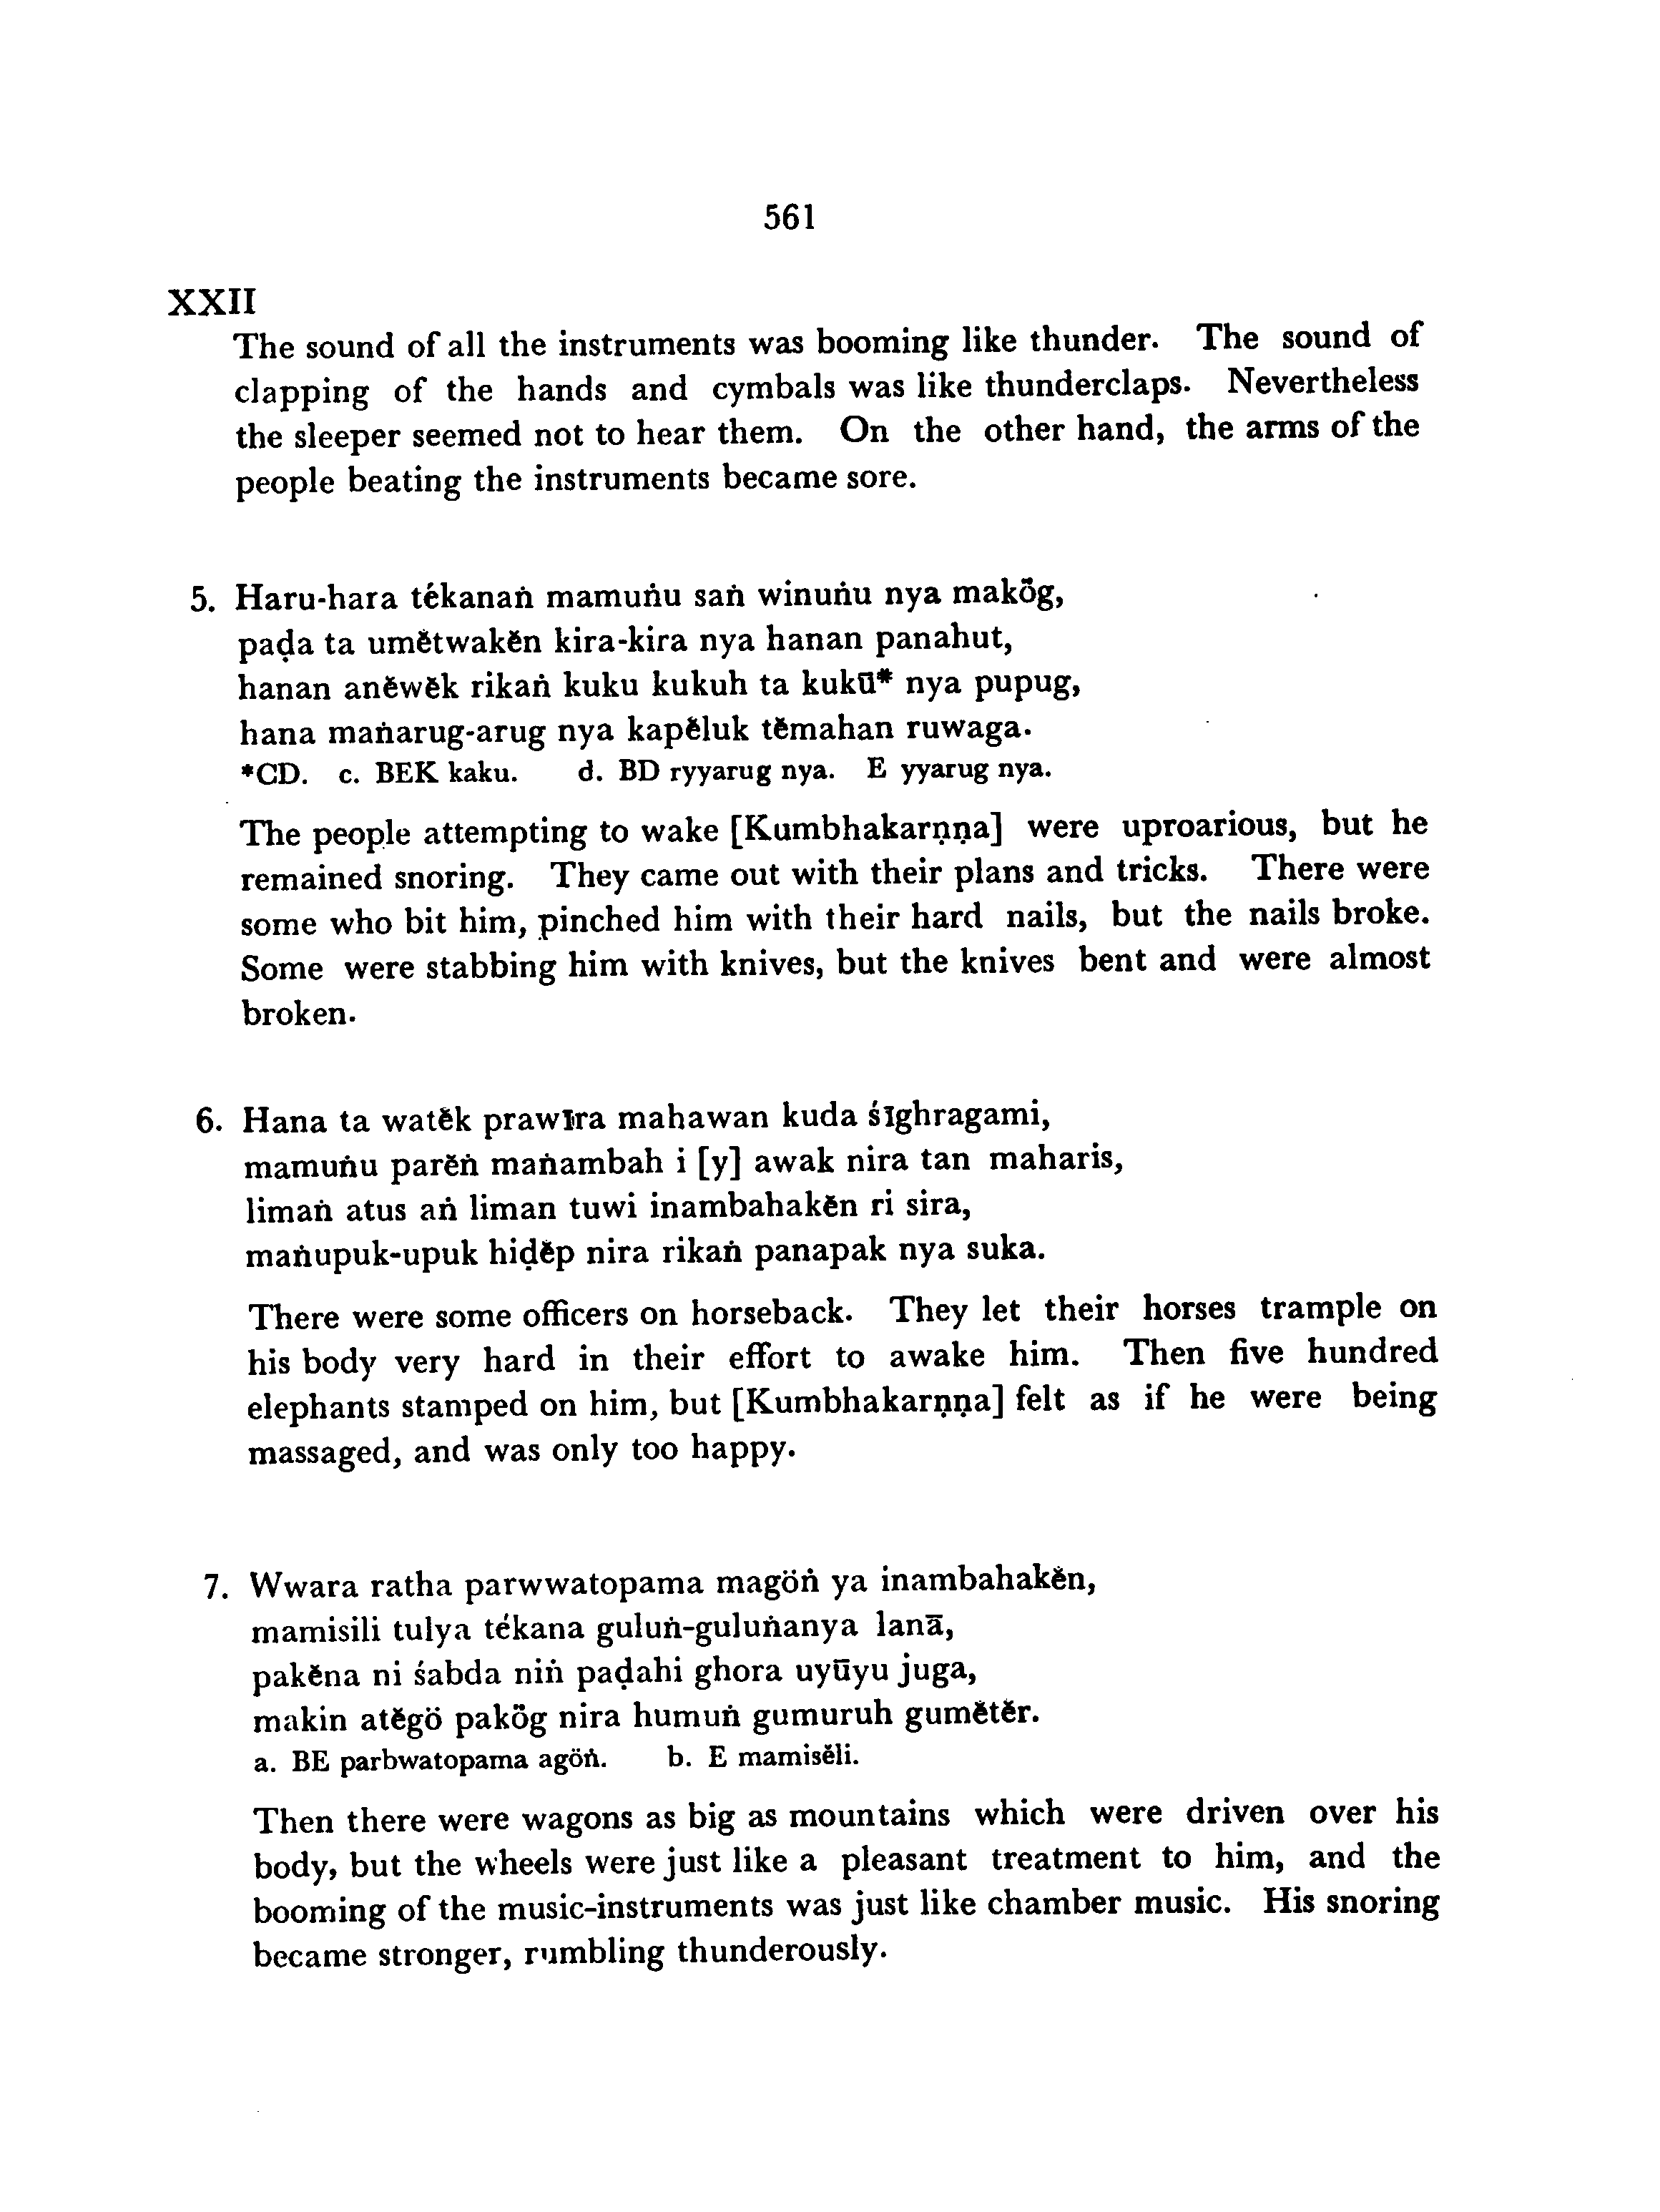 561
XXII
The sound of all the instruments was booming like thunder. The sound of
clapping of the hands and cymbals was like thunderclaps. Nevertheless
the sleeper seemed not to hear them. On the other hand, the arms of the
people beating the instruments became sore.
5. Haru-hara tékanaṅ mamuṅu saṅ winuṅu nya makö̆g,
paḍa ta umĕtwakĕn kira-kira nya hanan panahut,
hanan anĕwĕk rikaṅ kuku kukuh ta kukū* nya pupug,
hana maṅarug-arug nya kapĕluk tĕmahan ruwaga.
*CD. c. BEK kaku. d. BD ryyarug nya. E yyarug nya.
The people attempting to wake [Kumbhakarṇṇa] were uproarious, but he
remained snoring. They came out with their plans and tricks. There were
some who bit him, pinched him with their hard nails, but the nails broke.
Some were stabbing him with knives, but the knives bent and were almost
broken.
6. Hana ta watĕk prawīra mahawan kuda śīghragami,
mamuṅu parĕṅ maṅambah i [y] awak nira tan maharis,
limaṅ atus aṅ liman tuwi inambahakĕn ri sira,
maṅupuk-upuk hiḍĕp nira rikaṅ panapak nya suka.
There were some officers on horseback. They let their horses trample on
his body very hard in their effort to awake him. Then five hundred
elephants stamped on him, but [Kumbhakarṇṇa] felt as if he were being
massaged, and was only too happy.
7. Wwara ratha parwwatopama magöṅ ya inambahakĕn,
mamisili tulya tékana guluṅ-guluṅanya lanā,
pakĕna ni śabda niṅ paḍahi ghora uyūyu juga,
makin atĕgö pakö̆g nira humuṅ gumuruh gumĕtĕr.
a. BE parbwatopama agöṅ. b. E mamisĕli.
Then there were wagons as big as mountains which were driven over his
body, but the wheels were just like a pleasant treatment to him, and the
booming of the music-instruments was just like chamber music. His snoring
became stronger, rumbling thunderously.